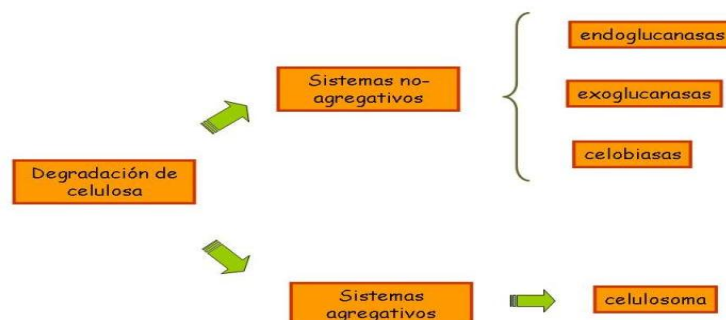 endoglucanasas
Sistemas no-
agregativos
exoglucanasas
celobiasas
Degradación de
celulosa
Sistemas
agregativos
celulosoma